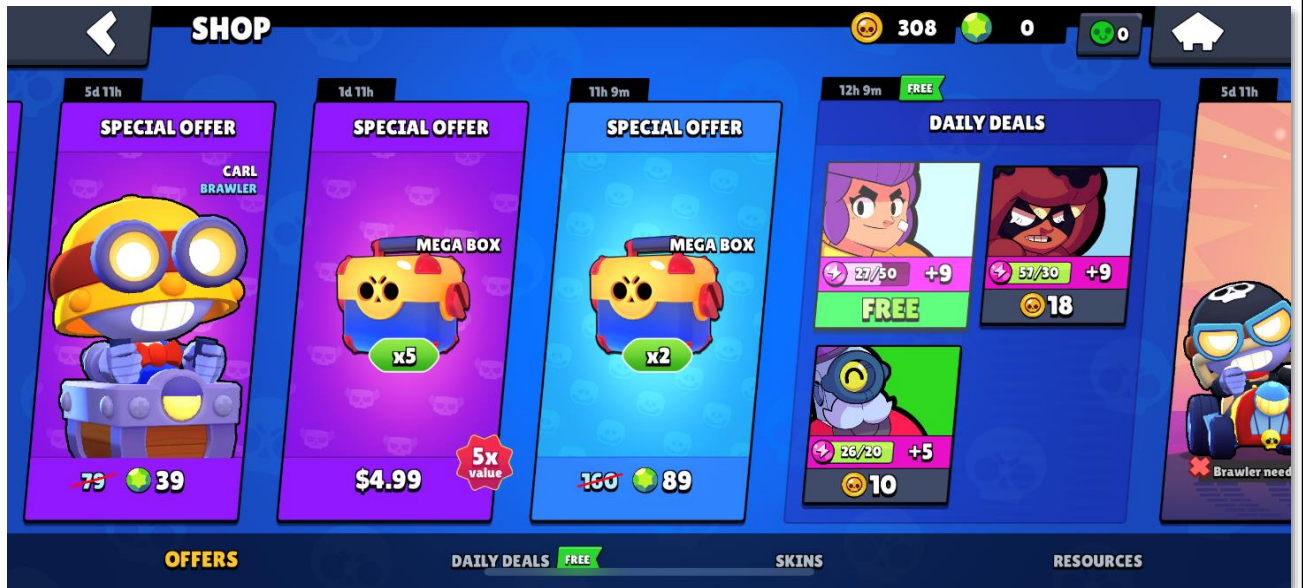 SHOP
308
0
0
5d 11h
SPECIAL OFFER
CARL
BRAWLER
79 39
1d 11h
SPECIAL OFFER
MEGA BOX
x5
$4.99
5x
value
11h 9m
SPECIAL OFFER
MEGA BOX
x2
160 89
12h 9m FREE
DAILY DEALS
27/50 +9
FREE
57/30 +9
18
26/20 +5
10
5d 11h
Brawler need
OFFERS
DAILY DEALS FREE
SKINS
RESOURCES